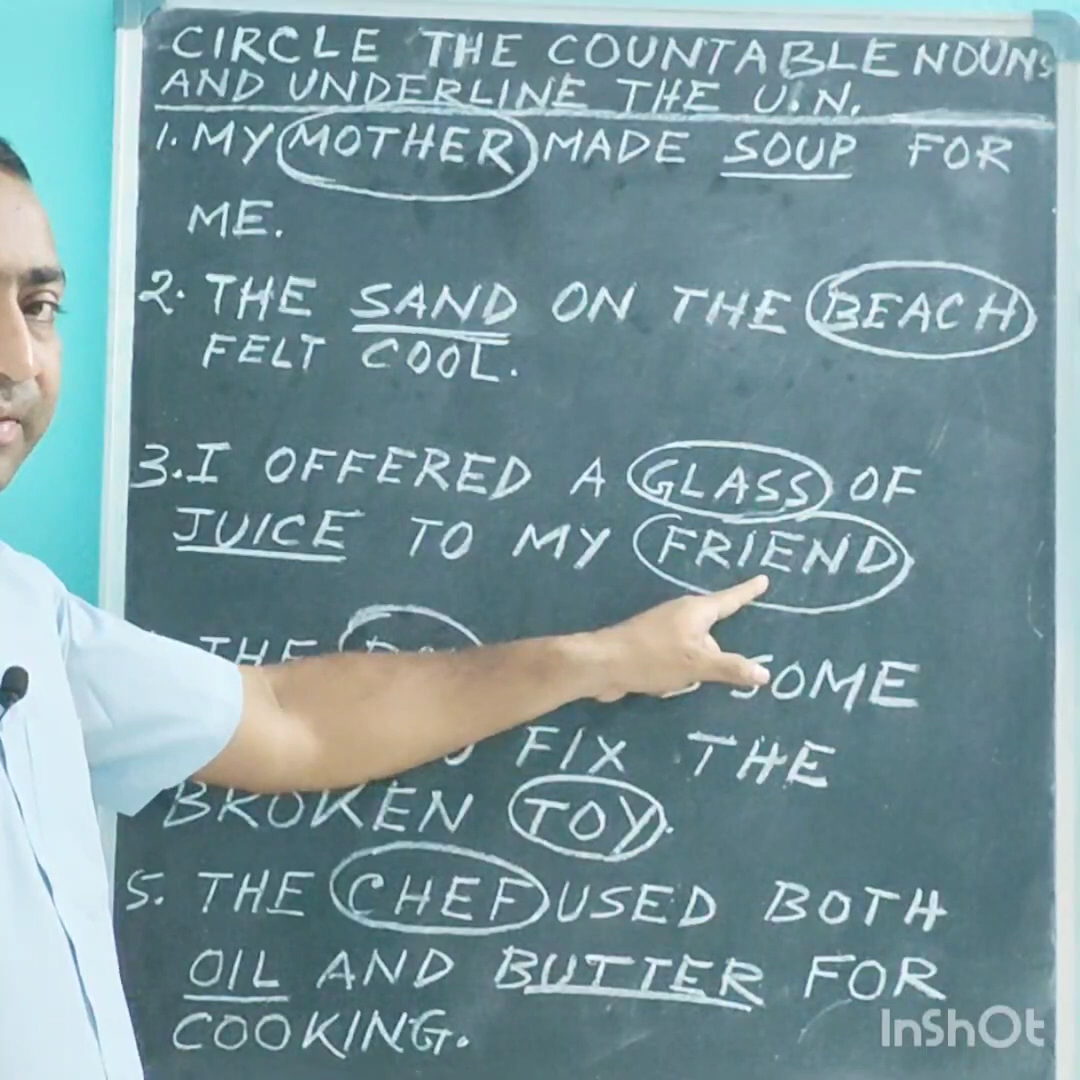 CIRCLE THE COUNTABLE NOUNS
AND UNDERLINE THE U.N.
1. MY MOTHER MADE SOUP FOR
ME.
2. THE SAND ON THE BEACH
FELT COOL.
3. I OFFERED A GLASS OF
JUICE TO MY FRIEND
THE SOME
FIX THE
BROKEN TOY.
5. THE CHEF USED BOTH
OIL AND BUTTER FOR
COOKING.
InShOt